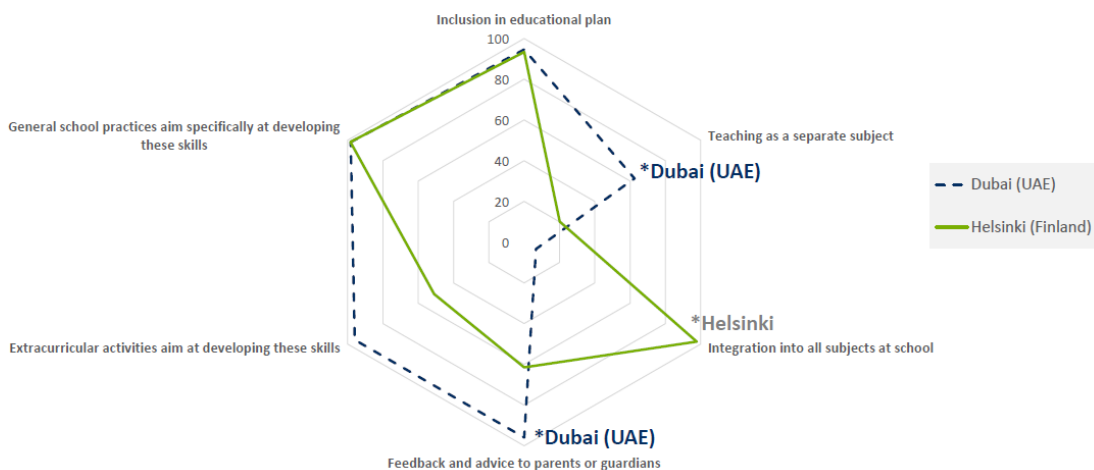 Inclusion in educational plan
100
80
60
40
20
0
General school practices aim specifically at developing
these skills
Teaching as a separate subject
*Dubai (UAE)
Dubai (UAE)
Helsinki (Finland)
*Helsinki
Extracurricular activities aim at developing these skills
Integration into all subjects at school
*Dubai (UAE)
Feedback and advice to parents or guardians